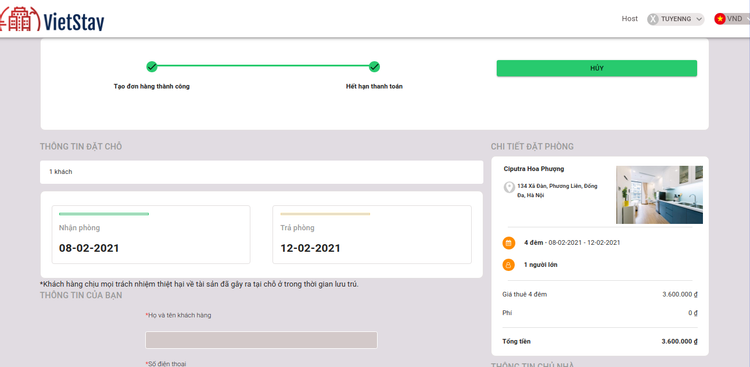 VietStay
Host
TUYENNG
VND
Tạo đơn hàng thành công
Hết hạn thanh toán
HỦY
THÔNG TIN ĐẶT CHỖ
1 khách
Nhận phòng
08-02-2021
Trả phòng
12-02-2021
*Khách hàng chịu mọi trách nhiệm thiệt hại về tài sản đã gây ra tại chỗ ở trong thời gian lưu trú.
THÔNG TIN CỦA BẠN
*Họ và tên khách hàng
*Số điện thoại
CHI TIẾT ĐẶT PHÒNG
Ciputra Hoa Phượng
134 Xã Đàn, Phương Liên, Đống
Đa, Hà Nội
4 đêm - 08-02-2021 - 12-02-2021
1 người lớn
Giá thuê 4 đêm 3.600.000 ₫
Phí 0 ₫
Tổng tiền 3.600.000 ₫
THÔNG TIN CHỦ NHÀ